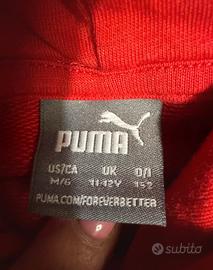 PUMA
US/CA UK D/I
M/G 11-12Y 152
PUMA.COM/FOREVERBETTER
subito